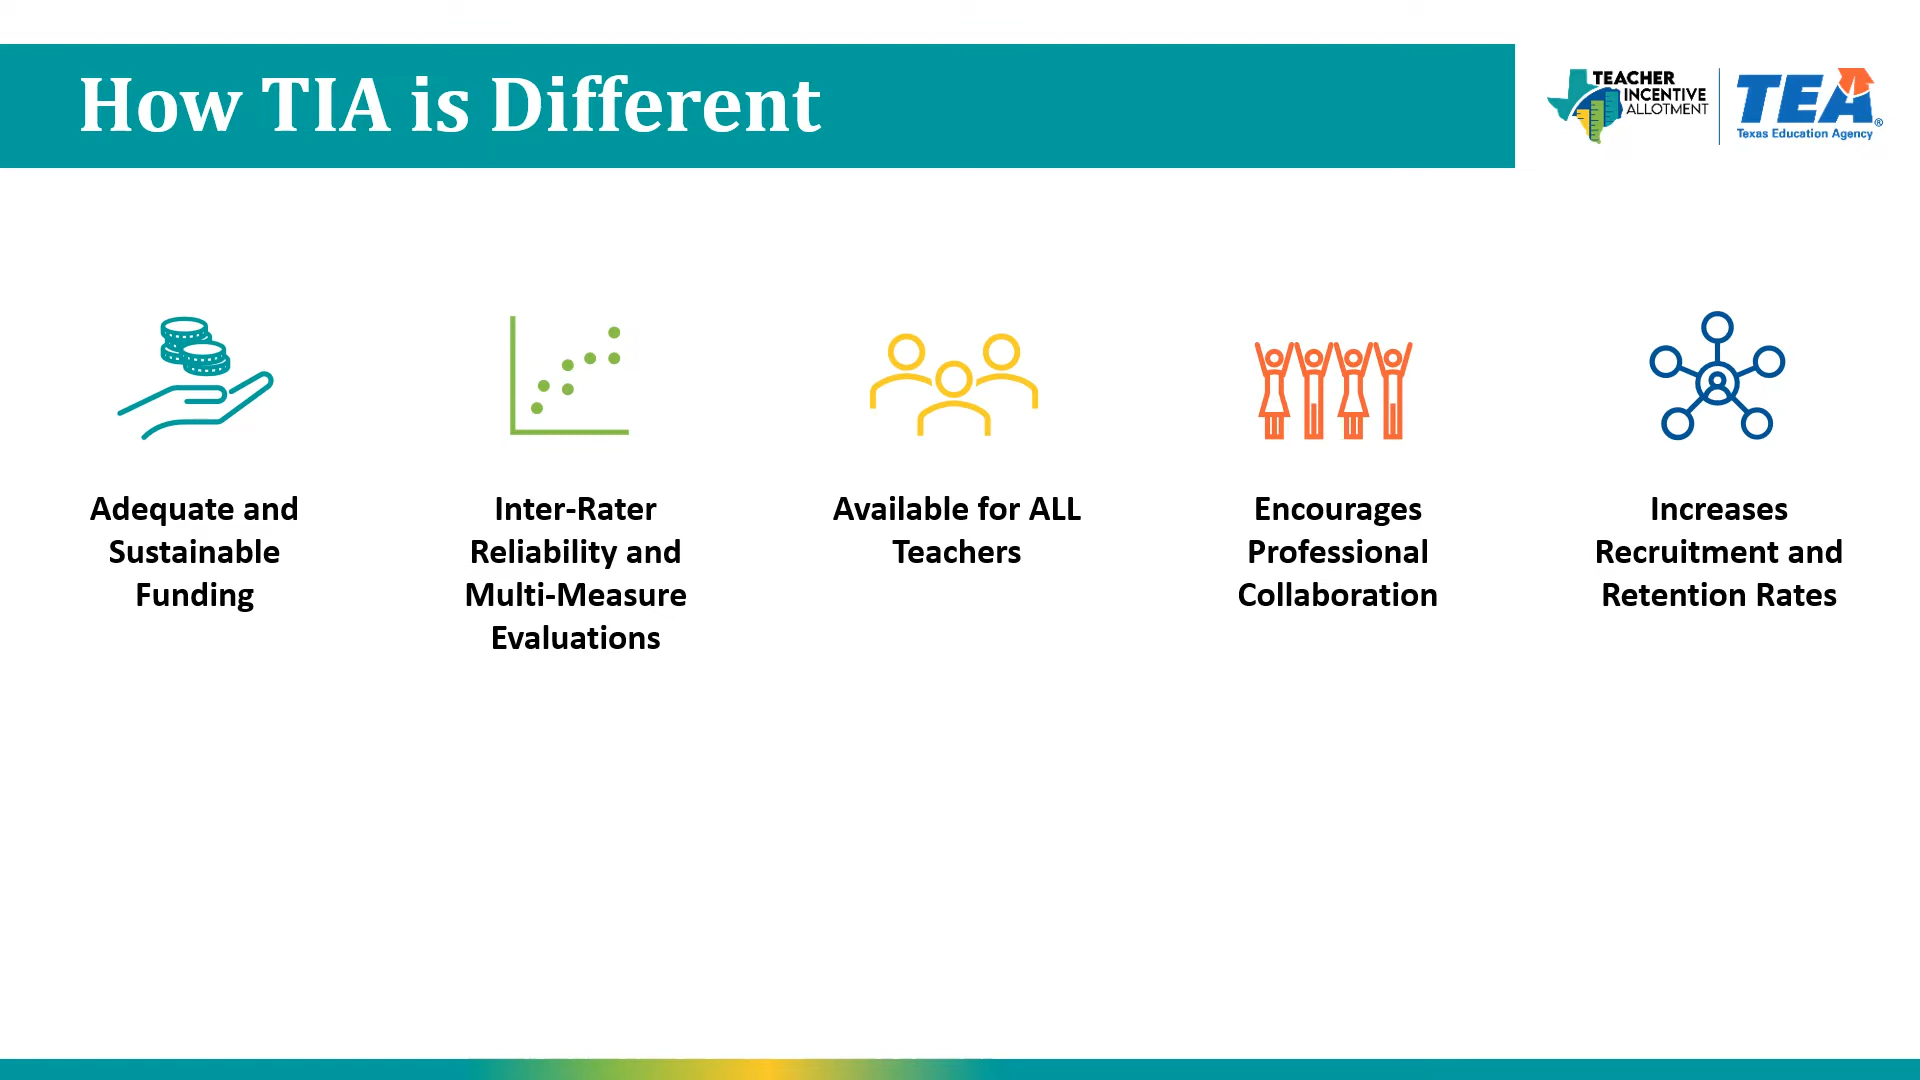 How TIA is Different
TEACHER
INCENTIVE
ALLOTMENT
TEA®
Texas Education Agency
Adequate and
Sustainable
Funding
Inter-Rater
Reliability and
Multi-Measure
Evaluations
Available for ALL
Teachers
Encourages
Professional
Collaboration
Increases
Recruitment and
Retention Rates